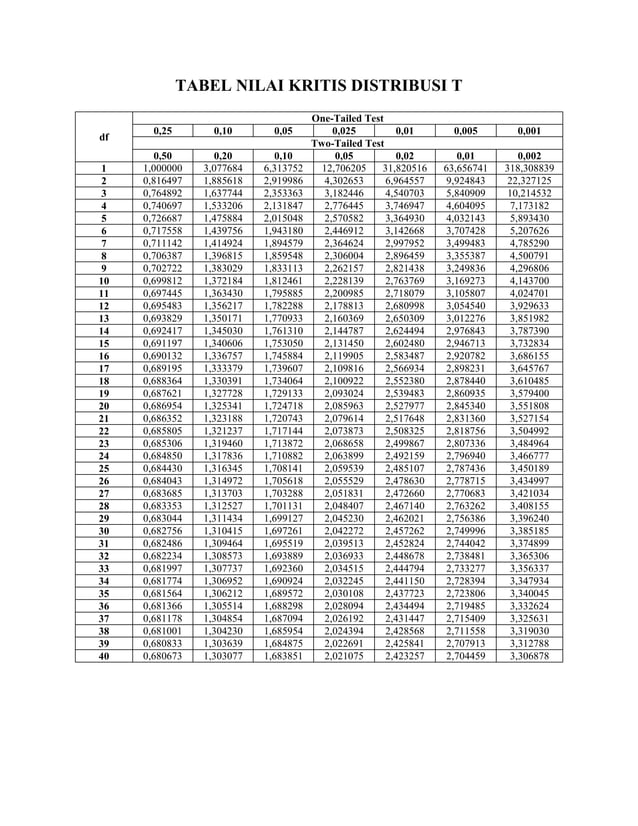 TABEL NILAI KRITIS DISTRIBUSI T
df
One-Tailed Test
0,25 0,10 0,05 0,025 0,01 0,005 0,001
Two-Tailed Test
0,50 0,20 0,10 0,05 0,02 0,01 0,002
1 1,000000 3,077684 6,313752 12,706205 31,820516 63,656741 318,308839
2 0,816497 1,885618 2,919986 4,302653 6,964557 9,924843 22,327125
3 0,764892 1,637744 2,353363 3,182446 4,540703 5,840909 10,214532
4 0,740697 1,533206 2,131847 2,776445 3,746947 4,604095 7,173182
5 0,726687 1,475884 2,015048 2,570582 3,364930 4,032143 5,893430
6 0,717558 1,439756 1,943180 2,446912 3,142668 3,707428 5,207626
7 0,711142 1,414924 1,894579 2,364624 2,997952 3,499483 4,785290
8 0,706387 1,396815 1,859548 2,306004 2,896459 3,355387 4,500791
9 0,702722 1,383029 1,833113 2,262157 2,821438 3,249836 4,296806
10 0,699812 1,372184 1,812461 2,228139 2,763769 3,169273 4,143700
11 0,697445 1,363430 1,795885 2,200985 2,718079 3,105807 4,024701
12 0,695483 1,356217 1,782288 2,178813 2,680998 3,054540 3,929633
13 0,693829 1,350171 1,770933 2,160369 2,650309 3,012276 3,851982
14 0,692417 1,345030 1,761310 2,144787 2,624494 2,976843 3,787390
15 0,691197 1,340606 1,753050 2,131450 2,602480 2,946713 3,732834
16 0,690132 1,336757 1,745884 2,119905 2,583487 2,920782 3,686155
17 0,689195 1,333379 1,739607 2,109816 2,566934 2,898231 3,645767
18 0,688364 1,330391 1,734064 2,100922 2,552380 2,878440 3,610485
19 0,687621 1,327728 1,729133 2,093024 2,539483 2,860935 3,579400
20 0,686954 1,325341 1,724718 2,085963 2,527977 2,845340 3,551808
21 0,686352 1,323188 1,720743 2,079614 2,517648 2,831360 3,527154
22 0,685805 1,321237 1,717144 2,073873 2,508325 2,818756 3,504992
23 0,685306 1,319460 1,713872 2,068658 2,499867 2,807336 3,484964
24 0,684850 1,317836 1,710882 2,063899 2,492159 2,796940 3,466777
25 0,684430 1,316345 1,708141 2,059539 2,485107 2,787436 3,450189
26 0,684043 1,314972 1,705618 2,055529 2,478630 2,778715 3,434997
27 0,683685 1,313703 1,703288 2,051831 2,472660 2,770683 3,421034
28 0,683353 1,312527 1,701131 2,048407 2,467140 2,763262 3,408155
29 0,683044 1,311434 1,699127 2,045230 2,462021 2,756386 3,396240
30 0,682756 1,310415 1,697261 2,042272 2,457262 2,749996 3,385185
31 0,682486 1,309464 1,695519 2,039513 2,452824 2,744042 3,374899
32 0,682234 1,308573 1,693889 2,036933 2,448678 2,738481 3,365306
33 0,681997 1,307737 1,692360 2,034515 2,444794 2,733277 3,356337
34 0,681774 1,306952 1,690924 2,032245 2,441150 2,728394 3,347934
35 0,681564 1,306212 1,689572 2,030108 2,437723 2,723806 3,340045
36 0,681366 1,305514 1,688298 2,028094 2,434494 2,719485 3,332624
37 0,681178 1,304854 1,687094 2,026192 2,431447 2,715409 3,325631
38 0,681001 1,304230 1,685954 2,024394 2,428568 2,711558 3,319030
39 0,680833 1,303639 1,684875 2,022691 2,425841 2,707913 3,312788
40 0,680673 1,303077 1,683851 2,021075 2,423257 2,704459 3,306878